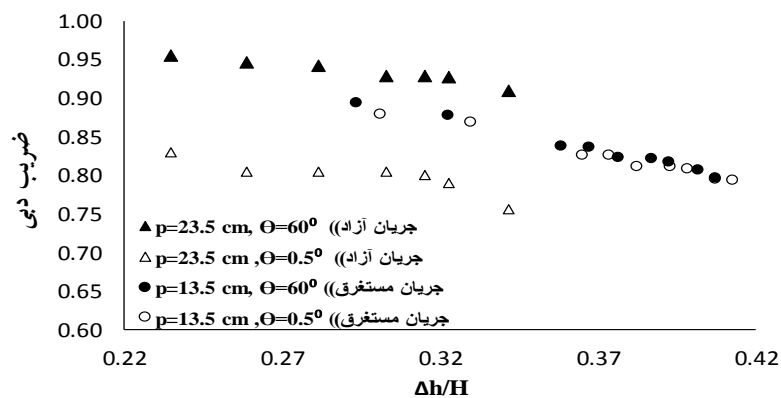 1.00
0.95
0.90
0.85
0.80
0.75
0.70
0.65
0.60
ضریب دبی
p=23.5 cm, Θ=60⁰ ((جریان آزاد
p=23.5 cm ,Θ=0.5⁰ ((جریان آزاد
p=13.5 cm, Θ=60⁰ ((جریان مستغرق
p=13.5 cm ,Θ=0.5⁰ ((جریان مستغرق
0.22 0.27 0.32 0.37 0.42
Δh/H